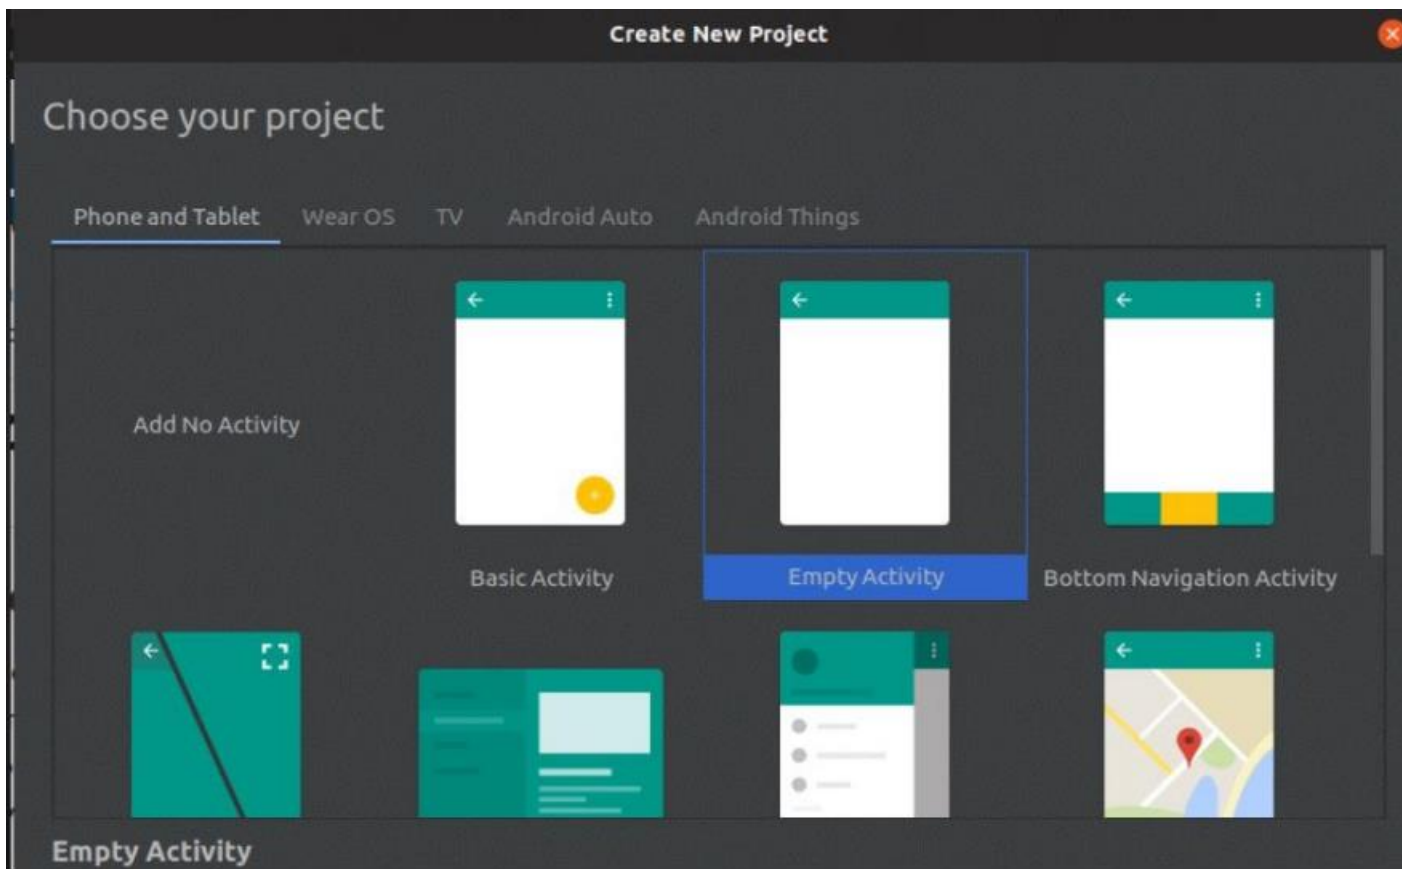 Create New Project
Choose your project
Phone and Tablet Wear OS TV Android Auto Android Things
Add No Activity
Basic Activity
Empty Activity
Bottom Navigation Activity
Empty Activity